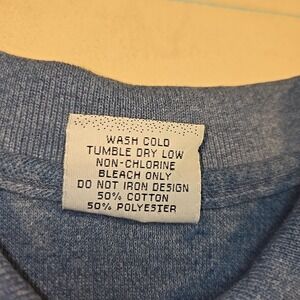 WASH COLD
TUMBLE DRY LOW
NON-CHLORINE
BLEACH ONLY
DO NOT IRON DESIGN
50% COTTON
50% POLYESTER